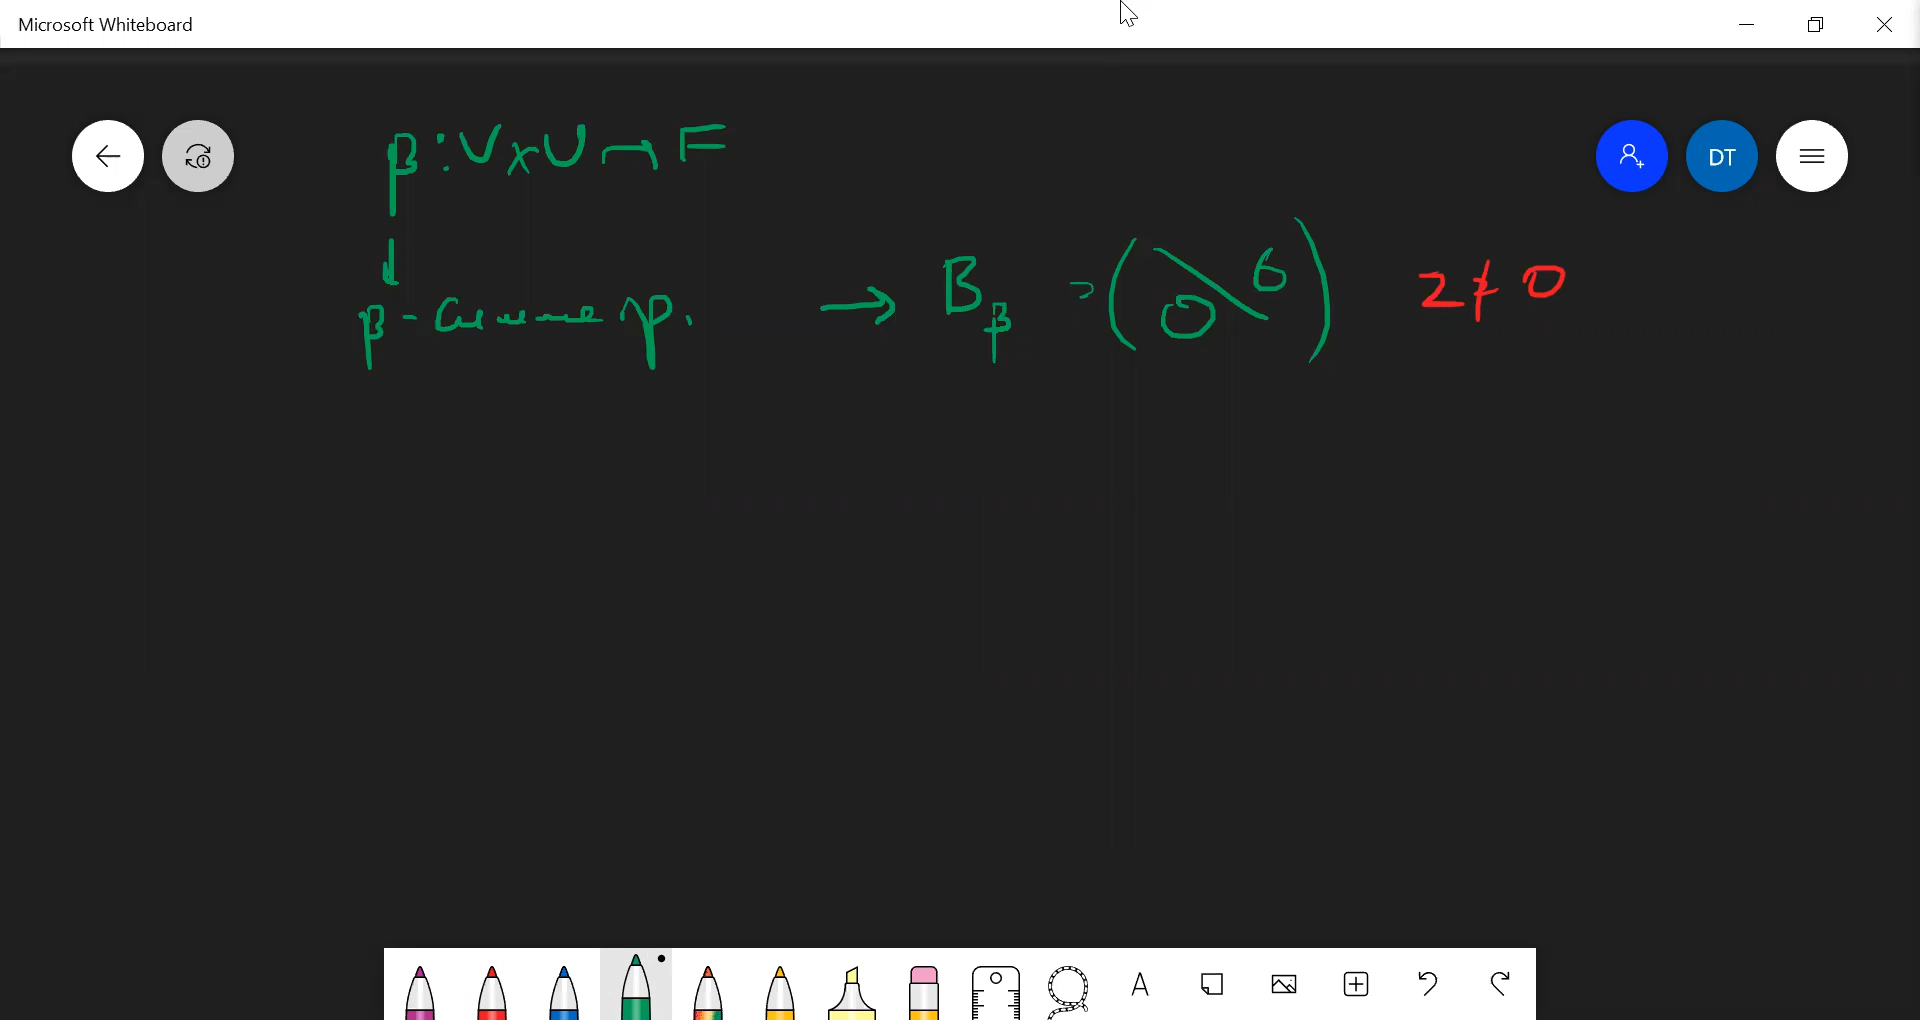 Microsoft Whiteboard
β : V x V → F
DT
β - симметр. → B_β = ( 0 0 ) 2 ≠ 0
A